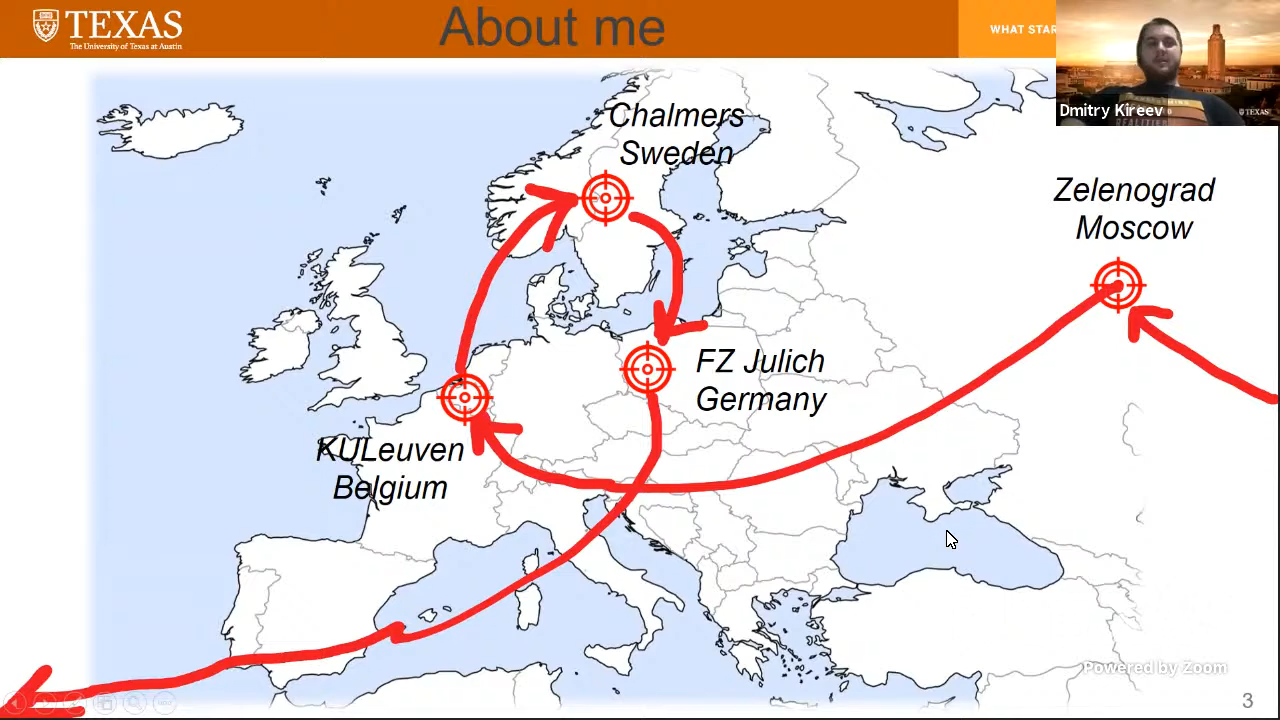 TEXAS
The University of Texas at Austin
About me
WHAT STAR
Dmitry Kireev
TEXAS
Chalmers
Sweden
Zelenograd
Moscow
FZ Julich
Germany
KULeuven
Belgium
Powered by Zoom
3